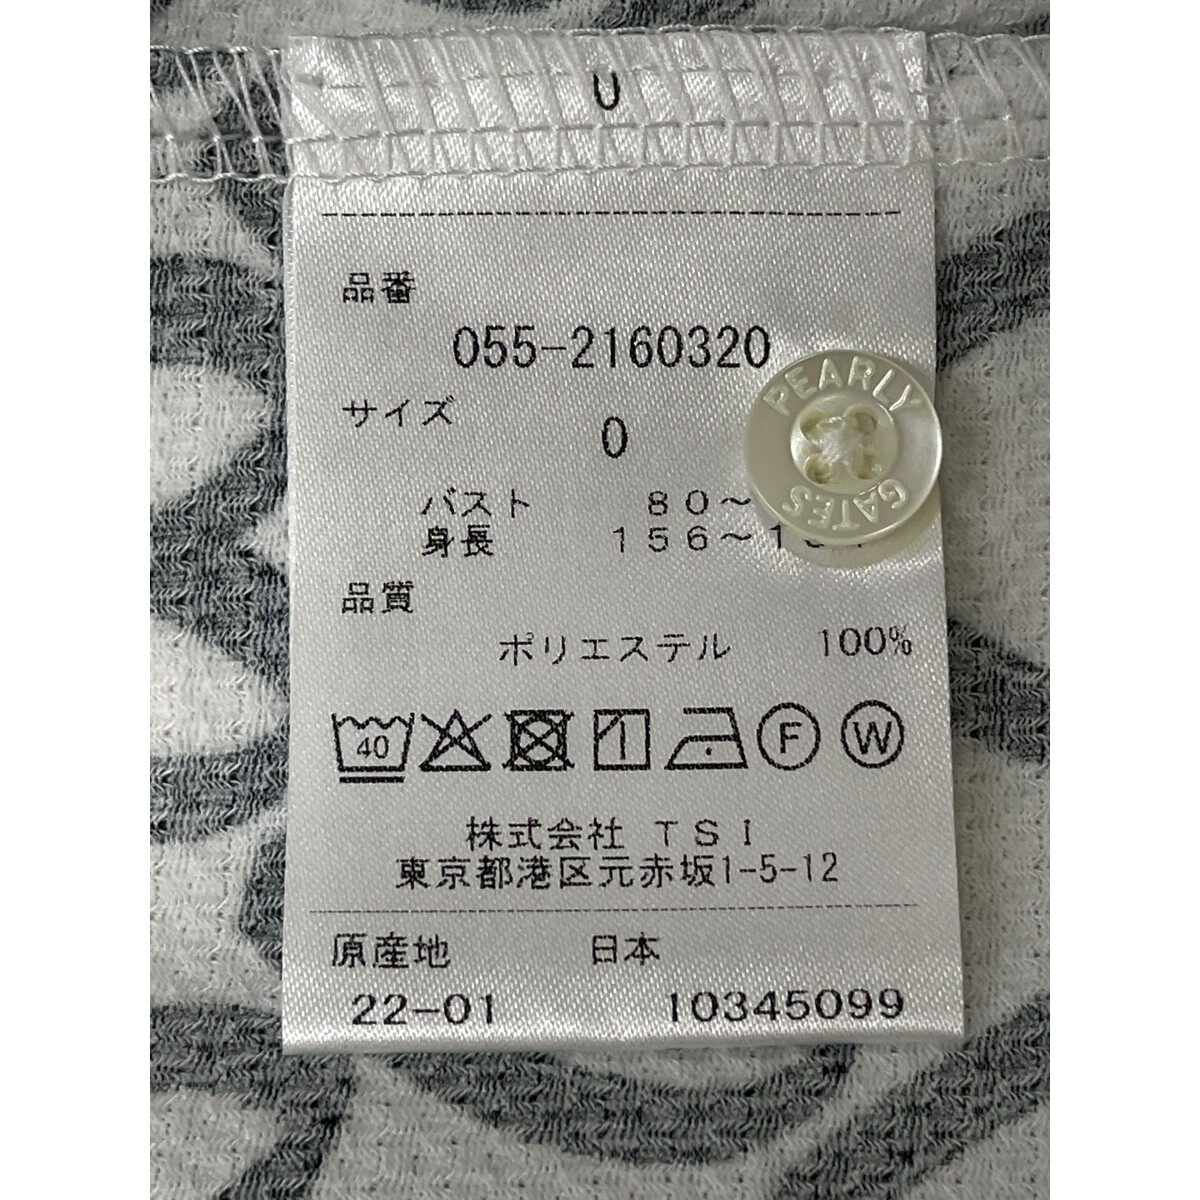 U
品番
055-2160320
サイズ
0
バスト 80～
身長 156～
品質
ポリエステル 100%
40 F W
株式会社 TSI
東京都港区元赤坂1-5-12
原産地 日本
22-01 10345099
PEARLY
GATES